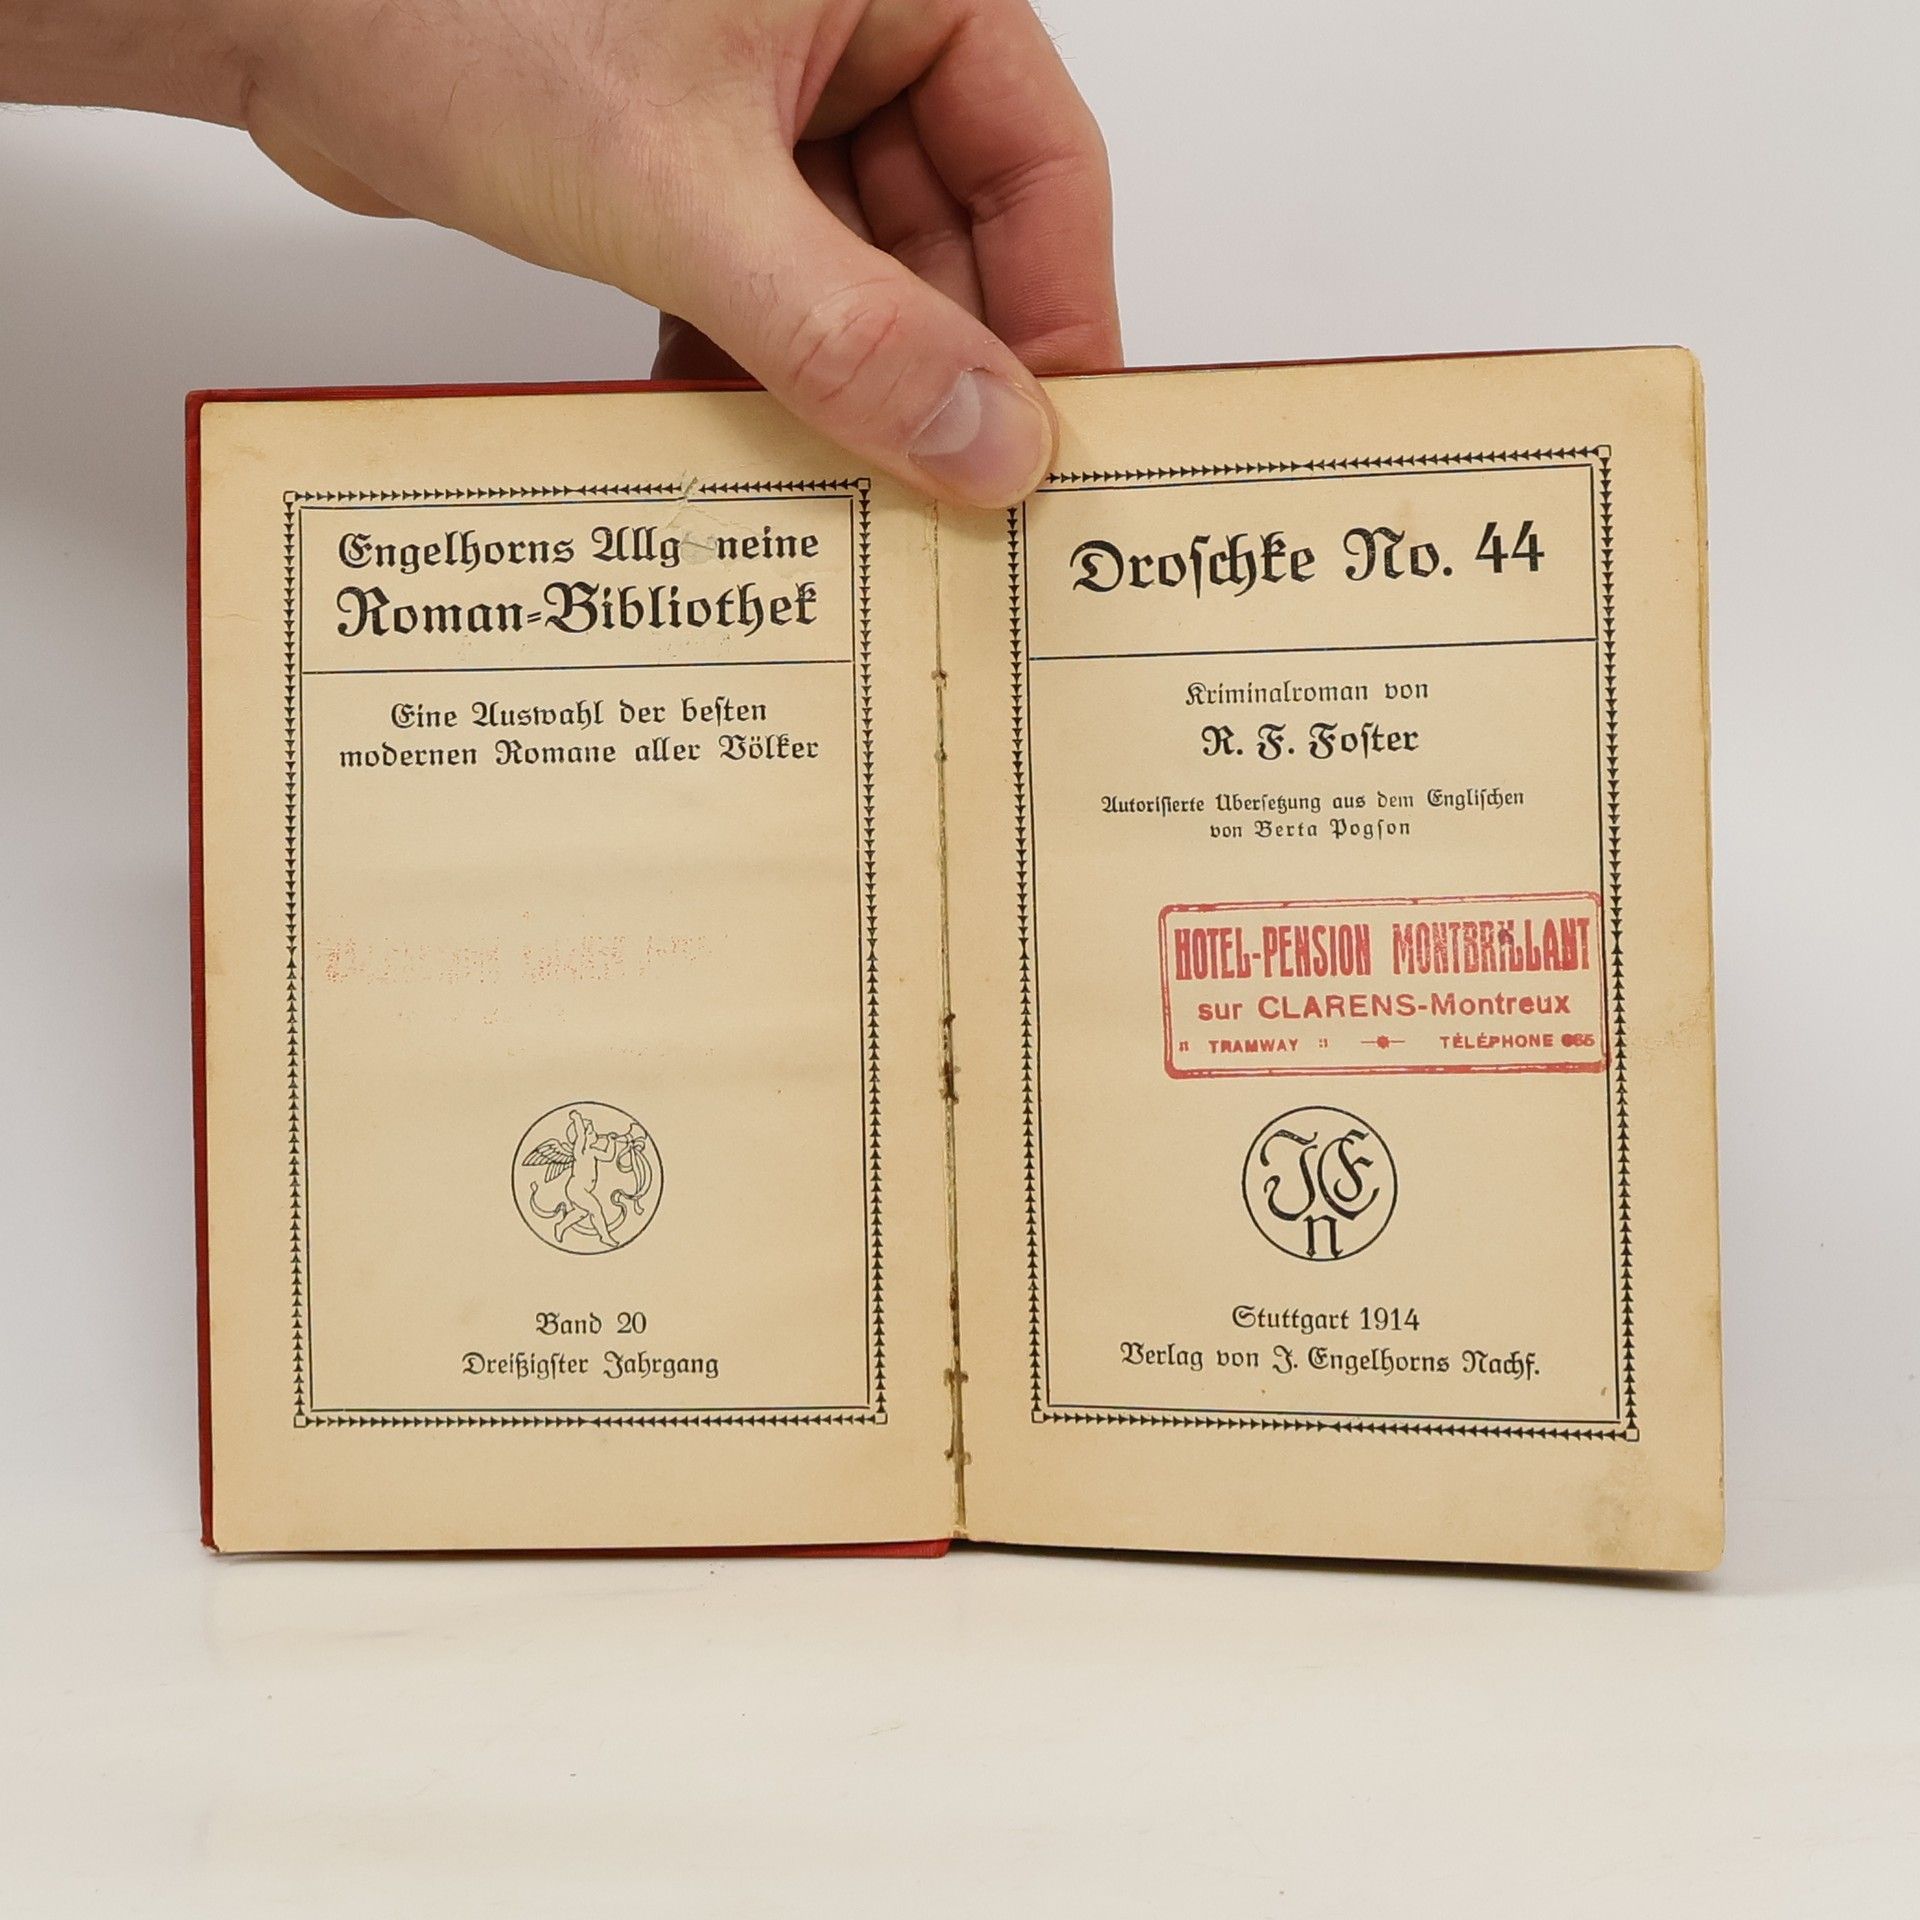 Engelhorns Allg neine
Roman-Bibliothek
Eine Auswahl der besten
modernen Romane aller Völker
Band 20
Dreißigster Jahrgang
Droschke No. 44
Kriminalroman von
R. F. Foster
Autorisierte Übersetzung aus dem Englischen
von Berta Pogson
HOTEL-PENSION MONTBRILLANT
sur CLARENS-Montreux
" TRAMWAY " TÉLÉPHONE
JEn
Stuttgart 1914
Verlag von J. Engelhorns Nachf.